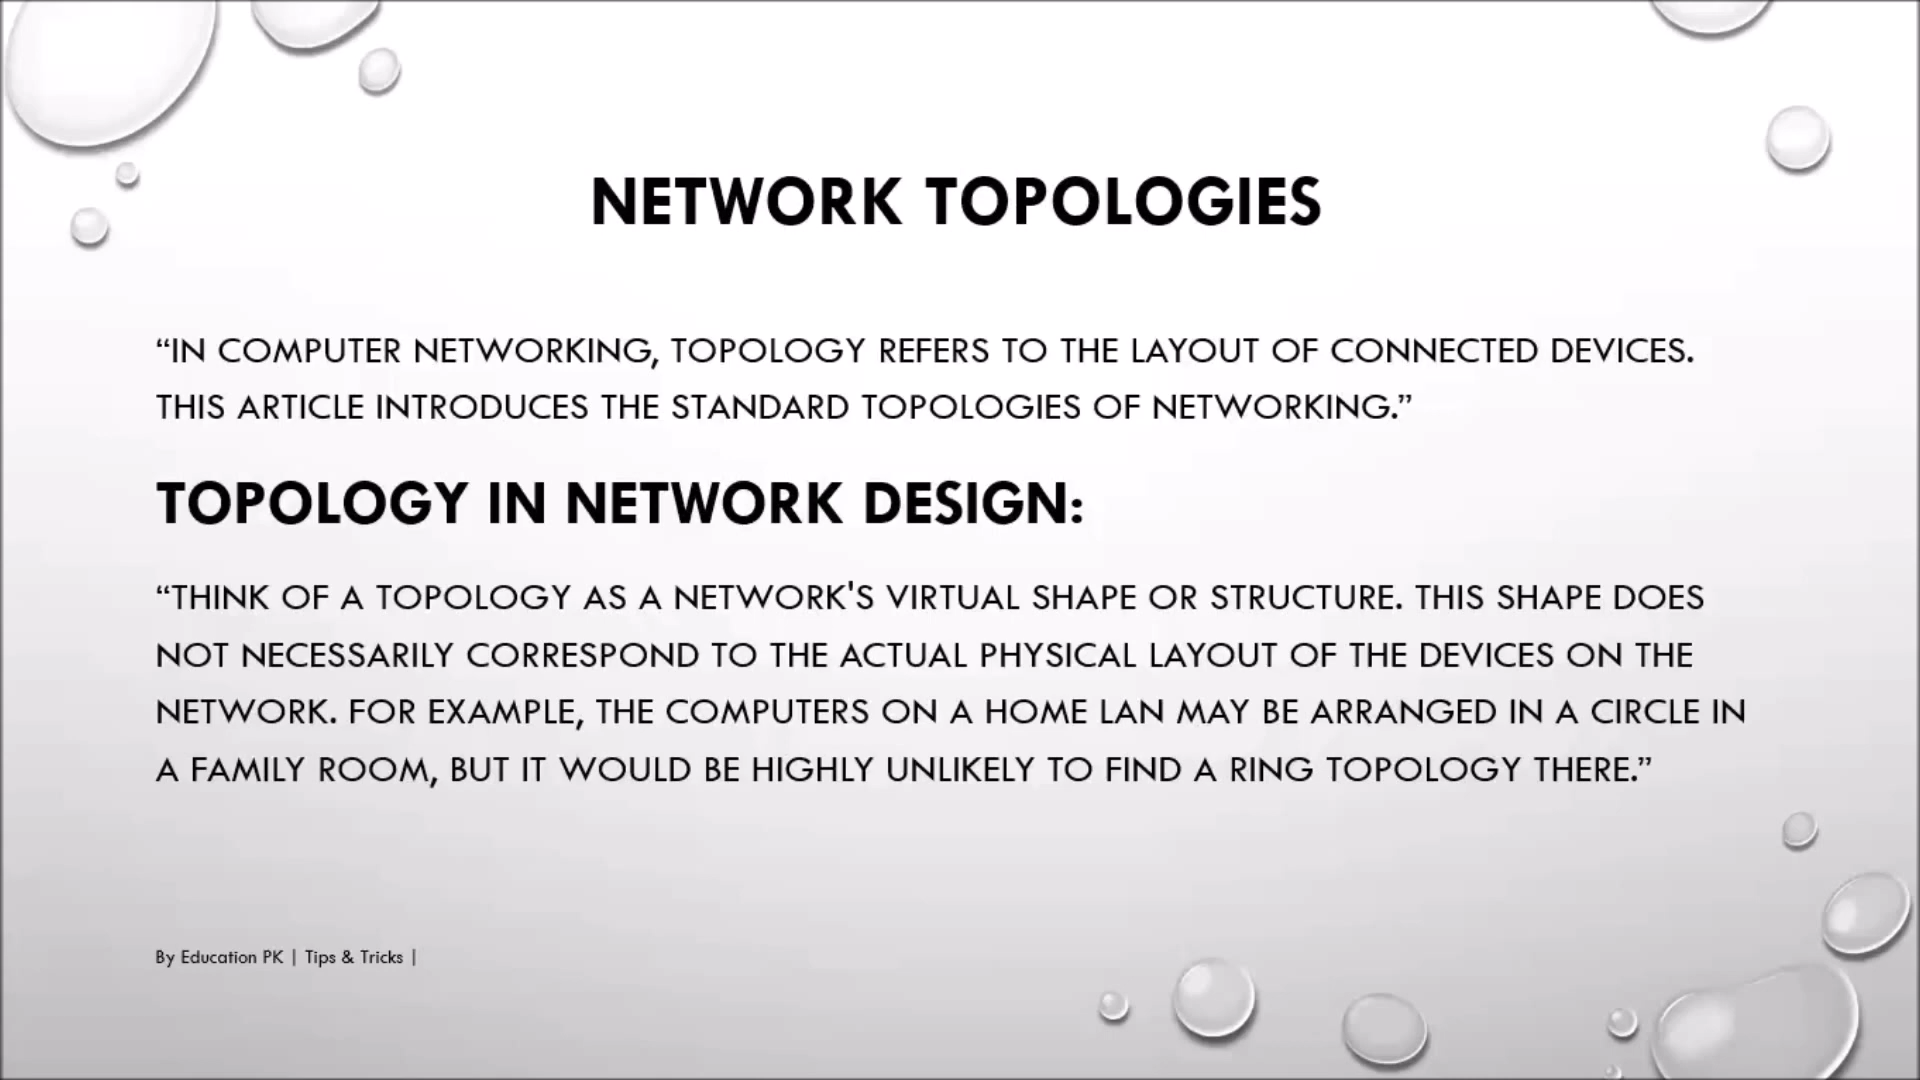 NETWORK TOPOLOGIES
“IN COMPUTER NETWORKING, TOPOLOGY REFERS TO THE LAYOUT OF CONNECTED DEVICES.
THIS ARTICLE INTRODUCES THE STANDARD TOPOLOGIES OF NETWORKING.”
TOPOLOGY IN NETWORK DESIGN:
“THINK OF A TOPOLOGY AS A NETWORK'S VIRTUAL SHAPE OR STRUCTURE. THIS SHAPE DOES
NOT NECESSARILY CORRESPOND TO THE ACTUAL PHYSICAL LAYOUT OF THE DEVICES ON THE
NETWORK. FOR EXAMPLE, THE COMPUTERS ON A HOME LAN MAY BE ARRANGED IN A CIRCLE IN
A FAMILY ROOM, BUT IT WOULD BE HIGHLY UNLIKELY TO FIND A RING TOPOLOGY THERE.”
By Education PK | Tips & Tricks |